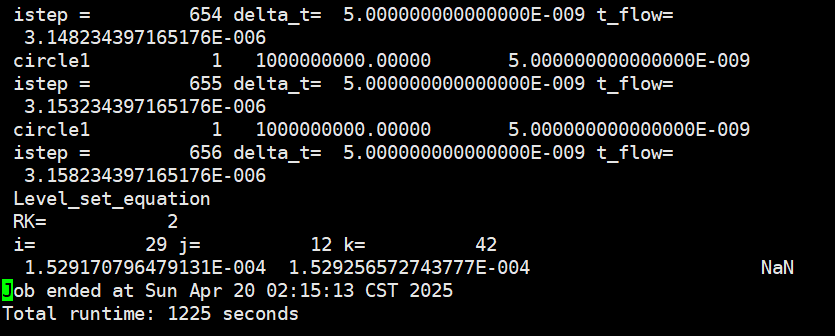 istep =          654 delta_t=  5.000000000000000E-009 t_flow=
3.148234397165176E-006
circle1           1   1000000000.00000       5.000000000000000E-009
istep =          655 delta_t=  5.000000000000000E-009 t_flow=
3.153234397165176E-006
circle1           1   1000000000.00000       5.000000000000000E-009
istep =          656 delta_t=  5.000000000000000E-009 t_flow=
3.158234397165176E-006
Level_set_equation
RK=           2
i=          29 j=          12 k=          42
1.529170796479131E-004  1.529256572743777E-004                     NaN
Job ended at Sun Apr 20 02:15:13 CST 2025
Total runtime: 1225 seconds